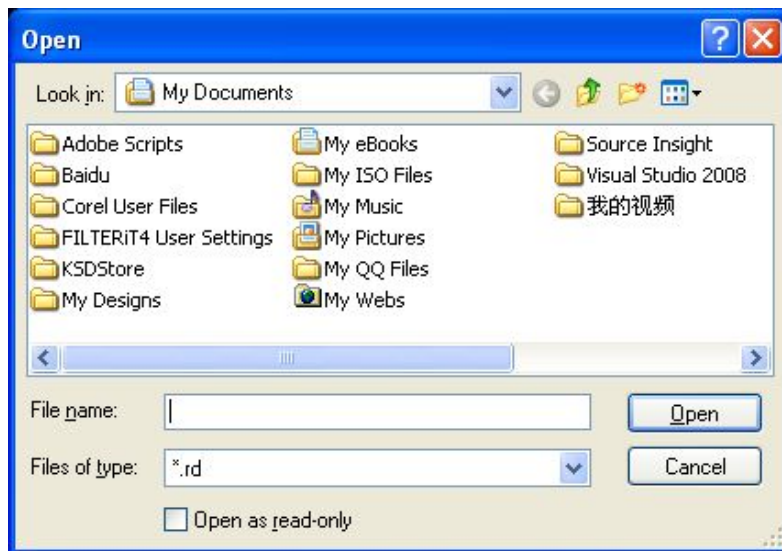 Open
Look in: My Documents
Adobe Scripts
Baidu
Corel User Files
FILTERiT4 User Settings
KSDStore
My Designs
My eBooks
My ISO Files
My Music
My Pictures
My QQ Files
My Webs
Source Insight
Visual Studio 2008
我的视频
File name:
Open
Files of type: *.rd
Cancel
Open as read-only